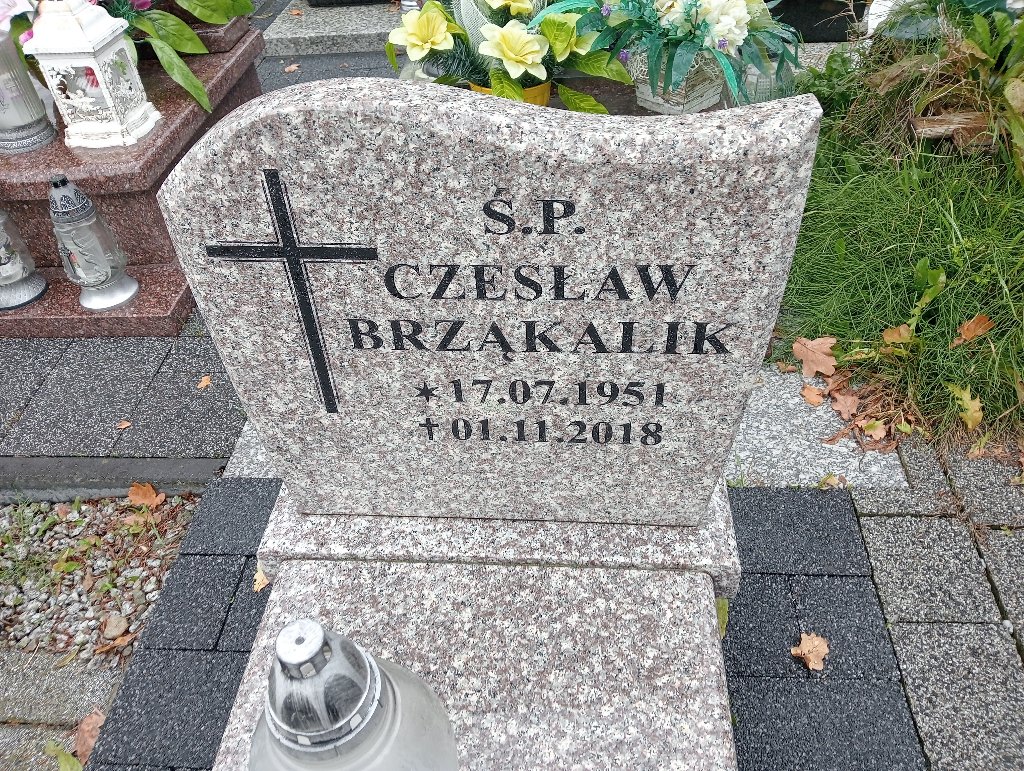 Ś.P.
CZESŁAW
BRZĄKALIK
★ 17.07.1951
✝ 01.11.2018